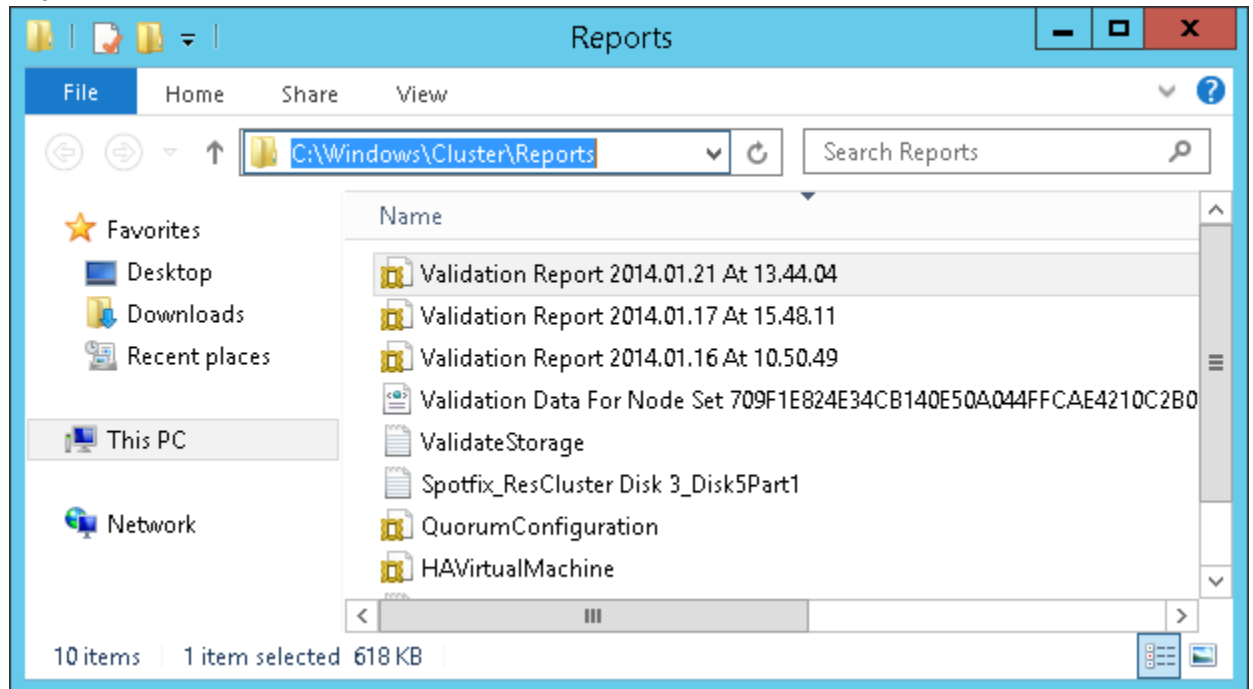 Reports
File Home Share View
C:\Windows\Cluster\Reports
Search Reports
Name
Favorites
Desktop
Downloads
Recent places
This PC
Network
Validation Report 2014.01.21 At 13.44.04
Validation Report 2014.01.17 At 15.48.11
Validation Report 2014.01.16 At 10.50.49
Validation Data For Node Set 709F1E824E34CB140E50A044FFCAE4210C2B0
ValidateStorage
Spotfix_ResCluster Disk 3_Disk5Part1
QuorumConfiguration
HAVirtualMachine
10 items 1 item selected 618 KB